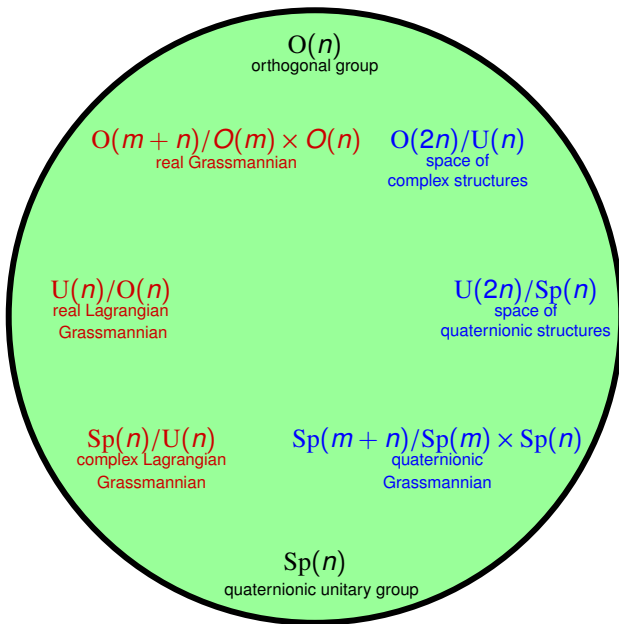 O(n)
orthogonal group
O(m + n)/O(m) × O(n)
real Grassmannian
O(2n)/U(n)
space of
complex structures
U(n)/O(n)
real Lagrangian
Grassmannian
U(2n)/Sp(n)
space of
quaternionic structures
Sp(n)/U(n)
complex Lagrangian
Grassmannian
Sp(m + n)/Sp(m) × Sp(n)
quaternionic
Grassmannian
Sp(n)
quaternionic unitary group